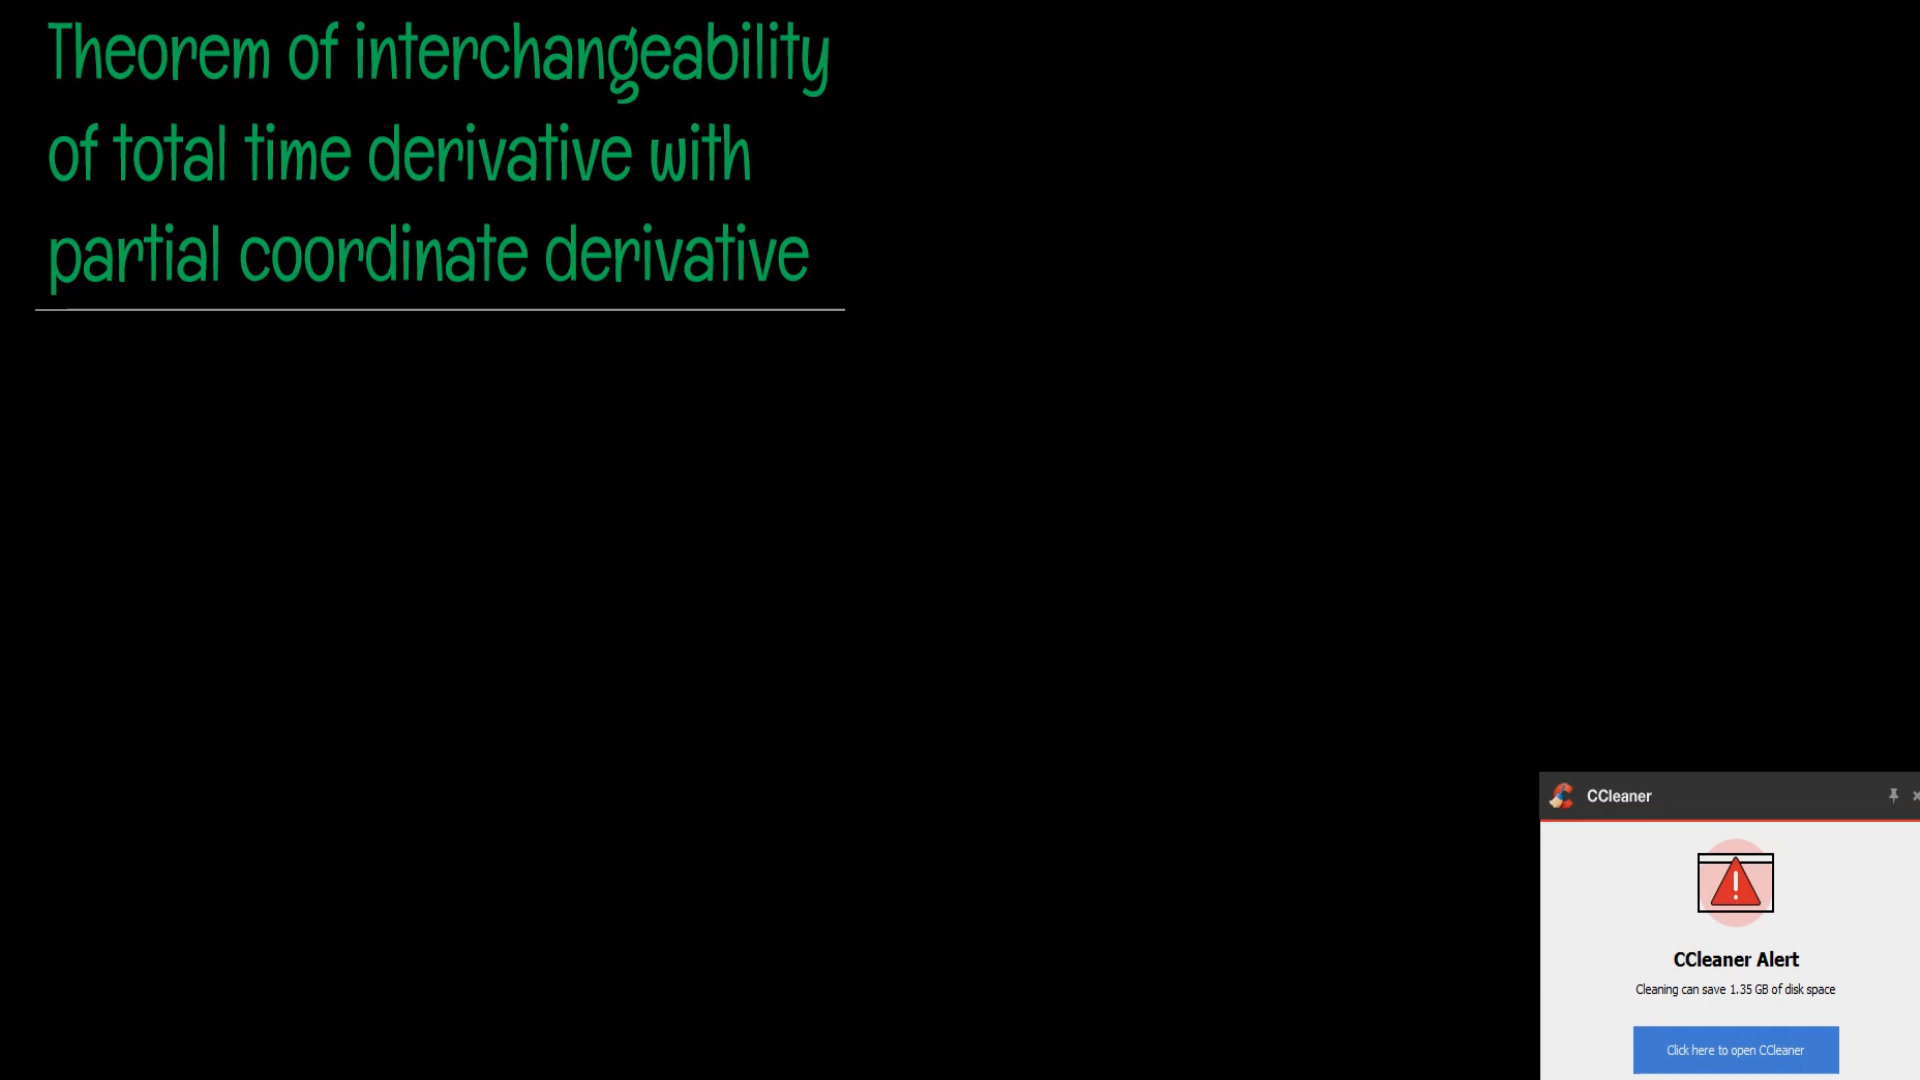 Theorem of interchangeability
of total time derivative with
partial coordinate derivative
CCleaner
CCleaner Alert
Cleaning can save 1.35 GB of disk space
Click here to open CCleaner